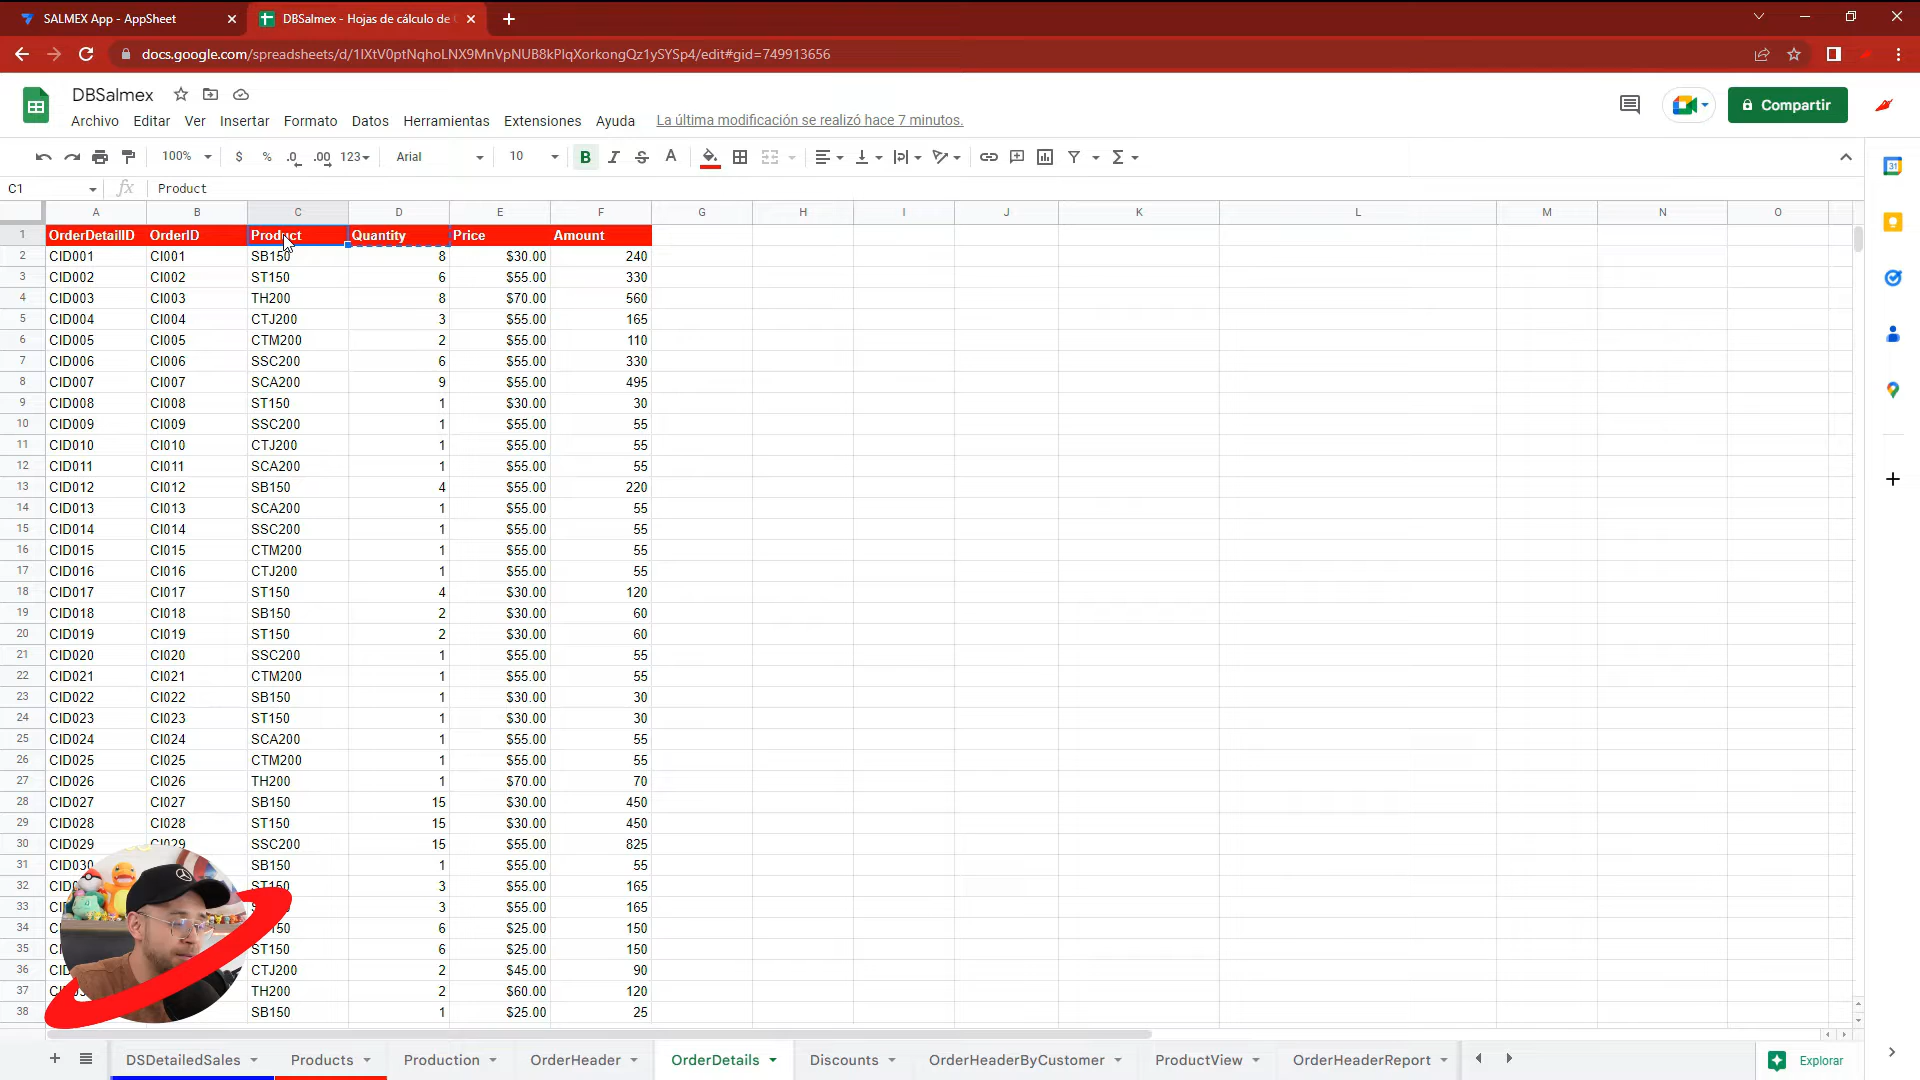 SALMEX App - AppSheet
DBSalmex - Hojas de cálculo de
docs.google.com/spreadsheets/d/1IXtV0ptNqhoLNX9MnVpNUB8kPlqXorkongQz1ySYSp4/edit#gid=749913656
DBSalmex
Archivo Editar Ver Insertar Formato Datos Herramientas Extensiones Ayuda La última modificación se realizó hace 7 minutos.
Compartir
100% $ % .0 .00 123 Arial 10 B I S A
C1 fx Product
A B C D E F G H I J K L M N O
1 OrderDetailID OrderID Product Quantity Price Amount
2 CID001 CI001 SB150 8 $30.00 240
3 CID002 CI002 ST150 6 $55.00 330
4 CID003 CI003 TH200 8 $70.00 560
5 CID004 CI004 CTJ200 3 $55.00 165
6 CID005 CI005 CTM200 2 $55.00 110
7 CID006 CI006 SSC200 6 $55.00 330
8 CID007 CI007 SCA200 9 $55.00 495
9 CID008 CI008 ST150 1 $30.00 30
10 CID009 CI009 SSC200 1 $55.00 55
11 CID010 CI010 CTJ200 1 $55.00 55
12 CID011 CI011 SCA200 1 $55.00 55
13 CID012 CI012 SB150 4 $55.00 220
14 CID013 CI013 SCA200 1 $55.00 55
15 CID014 CI014 SSC200 1 $55.00 55
16 CID015 CI015 CTM200 1 $55.00 55
17 CID016 CI016 CTJ200 1 $55.00 55
18 CID017 CI017 ST150 4 $30.00 120
19 CID018 CI018 SB150 2 $30.00 60
20 CID019 CI019 ST150 2 $30.00 60
21 CID020 CI020 SSC200 1 $55.00 55
22 CID021 CI021 CTM200 1 $55.00 55
23 CID022 CI022 SB150 1 $30.00 30
24 CID023 CI023 ST150 1 $30.00 30
25 CID024 CI024 SCA200 1 $55.00 55
26 CID025 CI025 CTM200 1 $55.00 55
27 CID026 CI026 TH200 1 $70.00 70
28 CID027 CI027 SB150 15 $30.00 450
29 CID028 CI028 ST150 15 $30.00 450
30 CID029 CI029 SSC200 15 $55.00 825
31 CID030 SB150 1 $55.00 55
32 ST150 3 $55.00 165
33 3 $55.00 165
34 6 $25.00 150
35 ST150 6 $25.00 150
36 CTJ200 2 $45.00 90
37 TH200 2 $60.00 120
38 SB150 1 $25.00 25
DSDetailedSales Products Production OrderHeader OrderDetails Discounts OrderHeaderByCustomer ProductView OrderHeaderReport Explorar